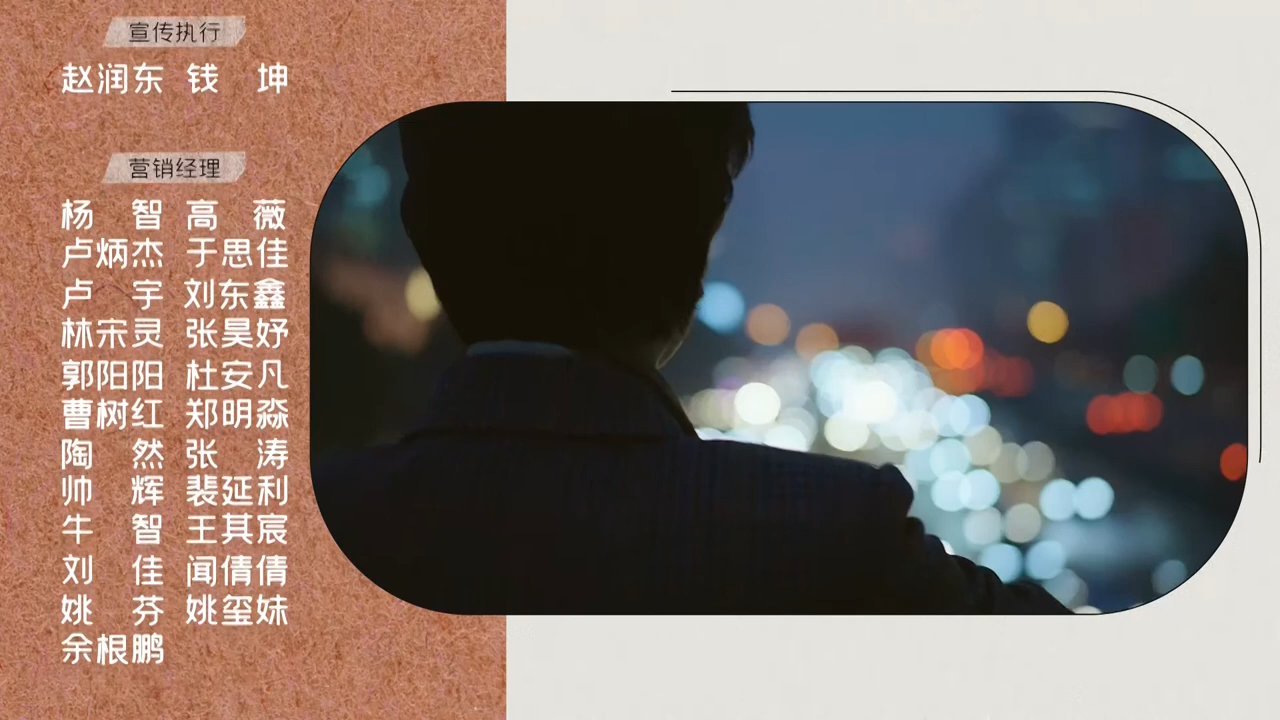 宣传执行
赵润东 钱 坤
营销经理
杨 智 高 薇
卢炳杰 于思佳
卢 宇 刘东鑫
林宋灵 张昊妤
郭阳阳 杜安凡
曹树红 郑明淼
陶 然 张 涛
帅 辉 裴延利
牛 智 王其宸
刘 佳 闻倩倩
姚 芬 姚玺妹
余根鹏